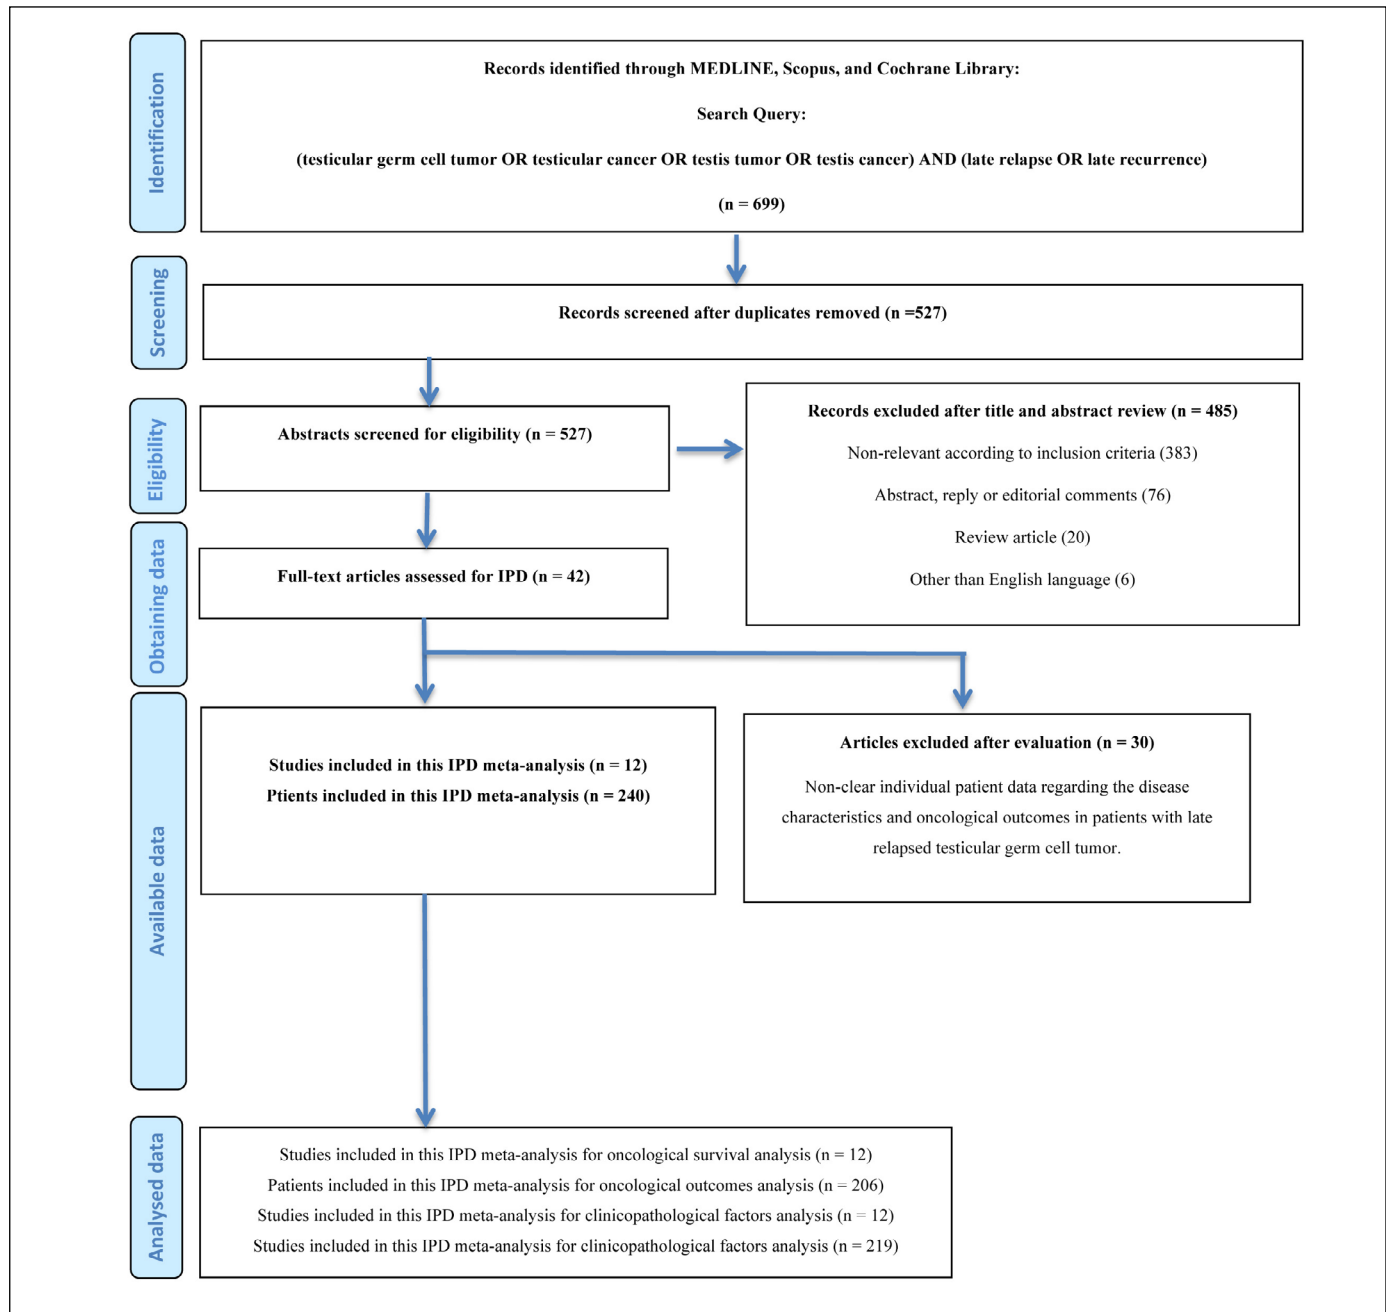 Identification
Records identified through MEDLINE, Scopus, and Cochrane Library:
Search Query:
(testicular germ cell tumor OR testicular cancer OR testis tumor OR testis cancer) AND (late relapse OR late recurrence)
(n = 699)
Screening
Records screened after duplicates removed (n =527)
Eligibility
Abstracts screened for eligibility (n = 527)
Records excluded after title and abstract review (n = 485)
Non-relevant according to inclusion criteria (383)
Abstract, reply or editorial comments (76)
Review article (20)
Other than English language (6)
Obtaining data
Full-text articles assessed for IPD (n = 42)
Available data
Studies included in this IPD meta-analysis (n = 12)
Ptients included in this IPD meta-analysis (n = 240)
Articles excluded after evaluation (n = 30)
Non-clear individual patient data regarding the disease
characteristics and oncological outcomes in patients with late
relapsed testicular germ cell tumor.
Analysed data
Studies included in this IPD meta-analysis for oncological survival analysis (n = 12)
Patients included in this IPD meta-analysis for oncological outcomes analysis (n = 206)
Studies included in this IPD meta-analysis for clinicopathological factors analysis (n = 12)
Studies included in this IPD meta-analysis for clinicopathological factors analysis (n = 219)